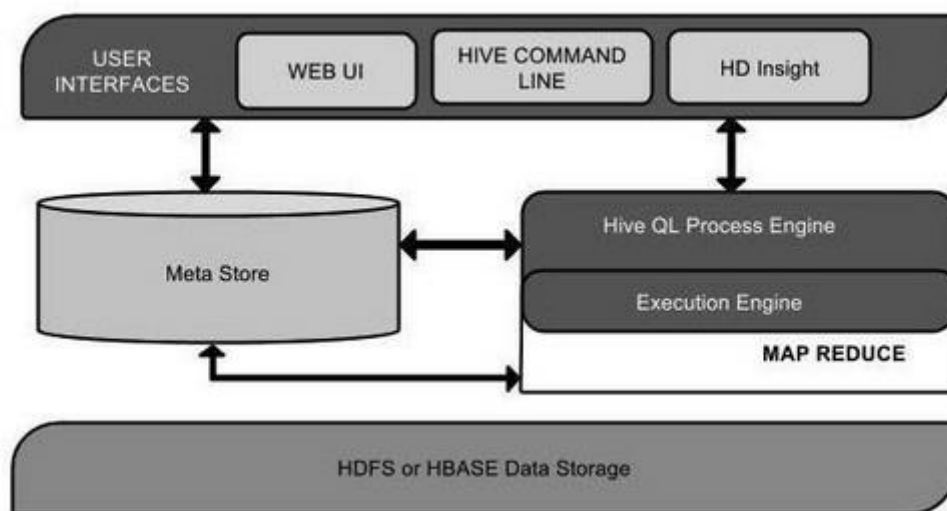 USER
INTERFACES
WEB UI
HIVE COMMAND
LINE
HD Insight
Meta Store
Hive QL Process Engine
Execution Engine
MAP REDUCE
HDFS or HBASE Data Storage